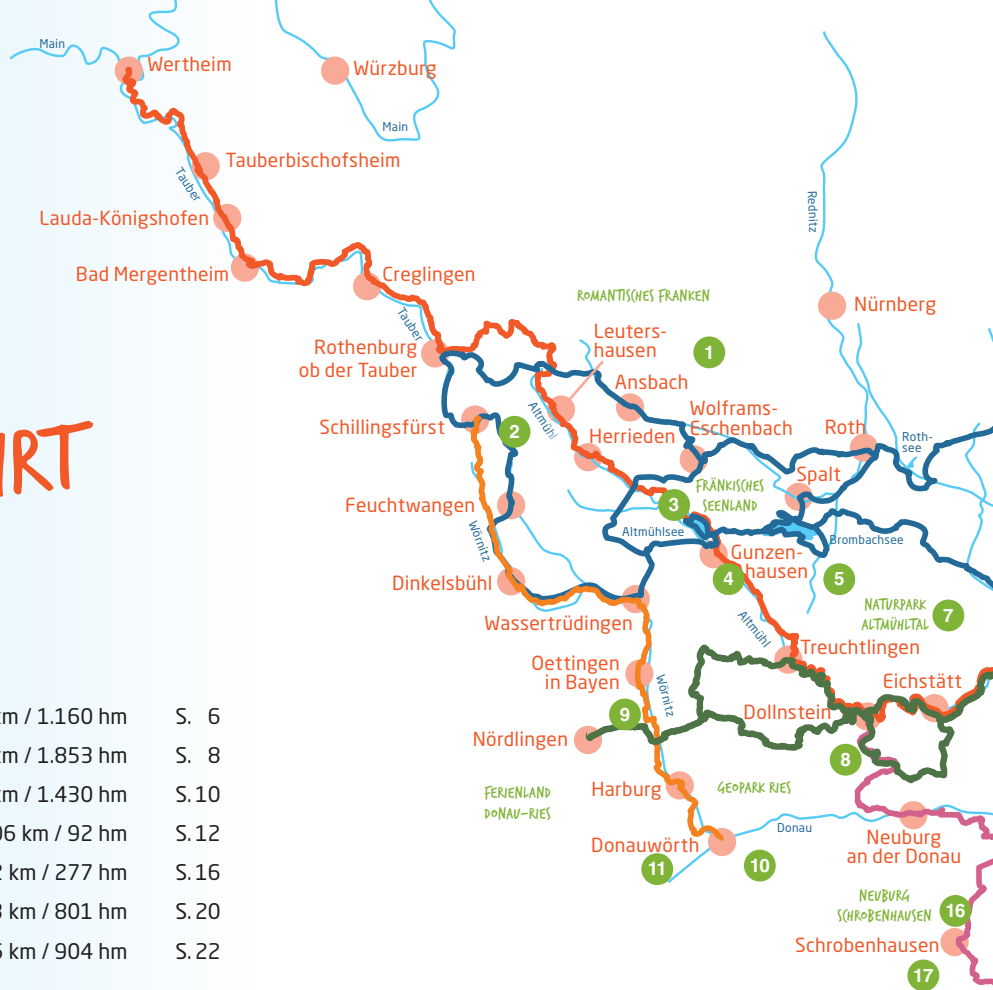 Main
Wertheim
Würzburg
Main
Tauberbischofsheim
Tauber
Lauda-Königshofen
Rednitz
Bad Mergentheim
Creglingen
ROMANTISCHES FRANKEN
Nürnberg
Tauber
Leuters-
hausen
1
Rothenburg
ob der Tauber
Ansbach
Altmühl
Wolframs-
Eschenbach
Schillingsfürst
2
Herrieden
Roth
Roth-
see
Spalt
FRÄNKISCHES
SEENLAND
3
Feuchtwangen
Wörnitz
Altmühlsee
Brombachsee
Gunzen-
hausen
4
5
Dinkelsbühl
NATURPARK
ALTMÜHLTAL
7
Wassertrüdingen
Altmühl
Treuchtlingen
Oettingen
in Bayen
Wörnitz
Eichstätt
Dollnstein
9
Nördlingen
8
FERIENLAND
DONAU-RIES
Harburg
GEOPARK RIES
Donau
Donauwörth
Neuburg
an der Donau
11
10
NEUBURG
SCHROBENHAUSEN
16
Schrobenhausen
17
km / 1.160 hm S. 6
km / 1.853 hm S. 8
km / 1.430 hm S. 10
km / 92 hm S. 12
km / 277 hm S. 16
km / 801 hm S. 20
km / 904 hm S. 22